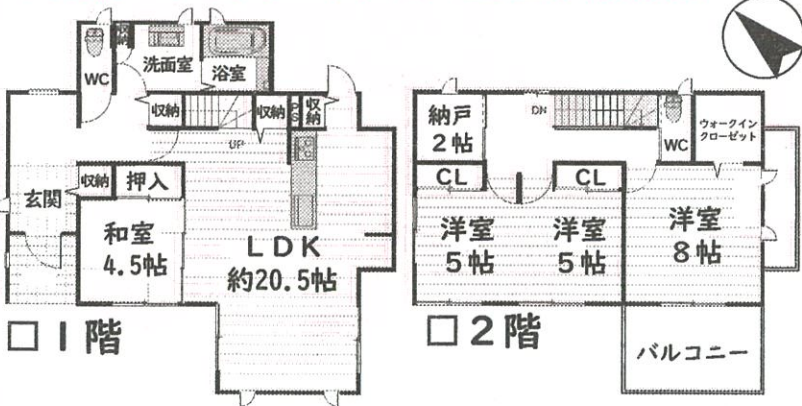 収納
洗面室
浴室
WC
収納
収納
PS
収納
UP
収納
押入
玄関
和室
4.5帖
LDK
約20.5帖
□1階
納戸
2帖
DN
WC
ウォークイン
クローゼット
CL
CL
洋室
5帖
洋室
5帖
洋室
8帖
バルコニー
□2階